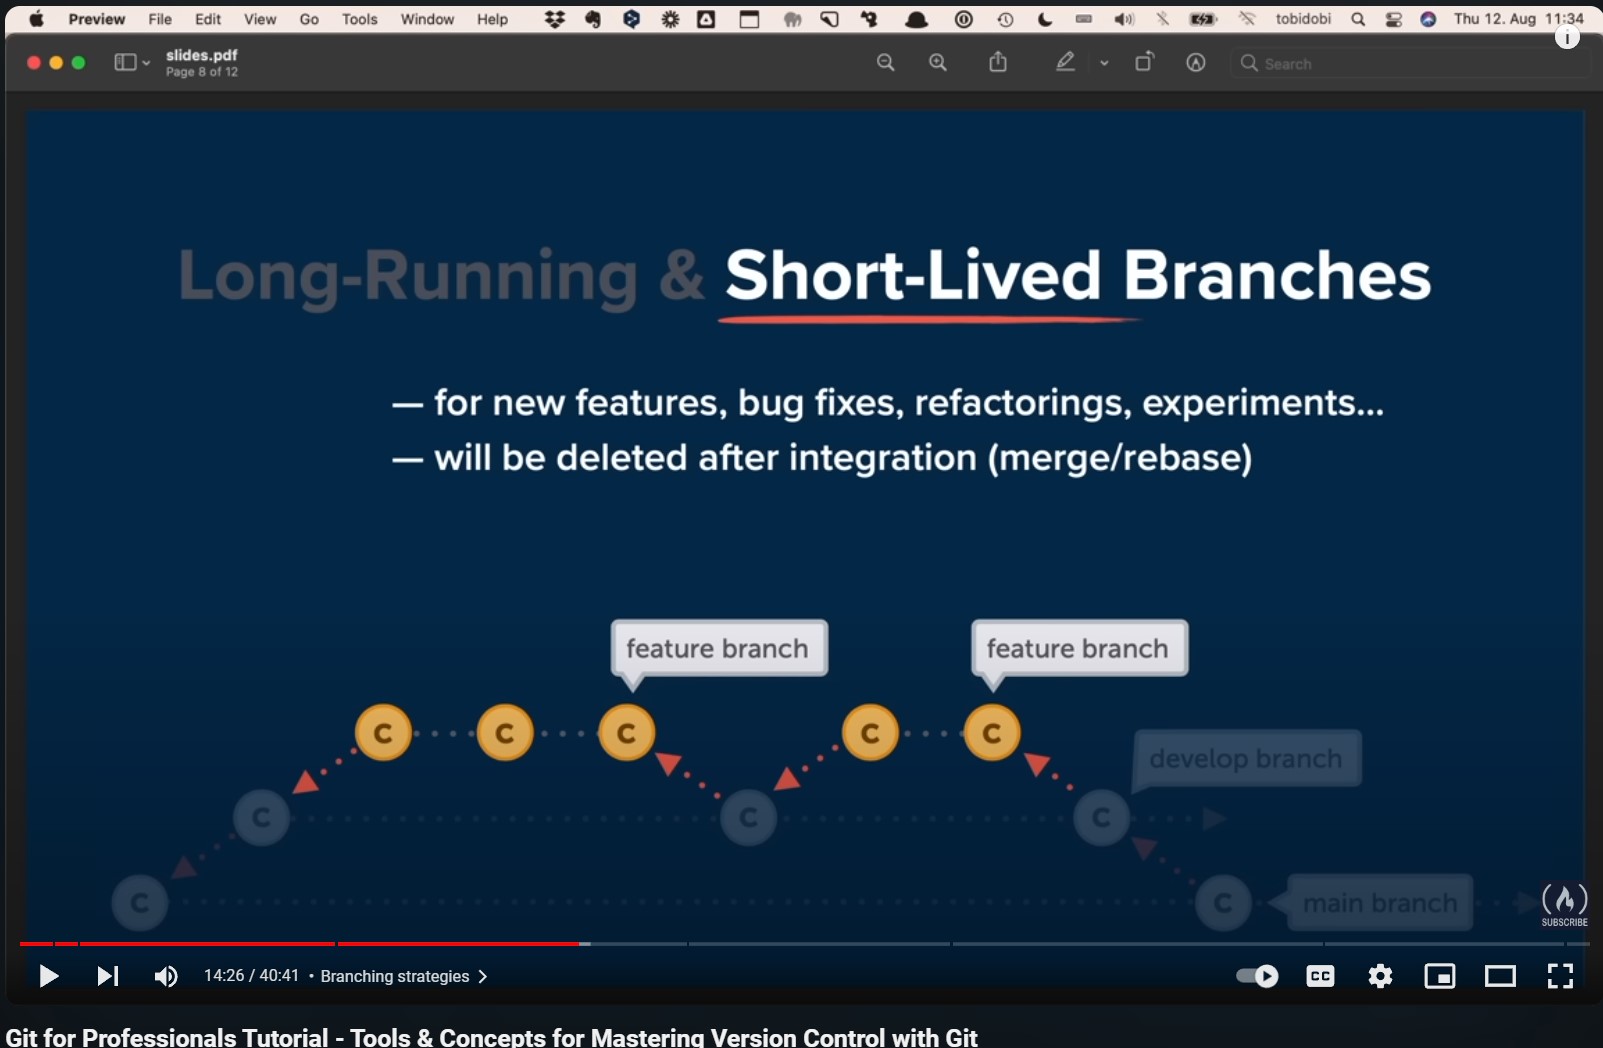 Preview File Edit View Go Tools Window Help tobidobi Thu 12. Aug 11:34
slides.pdf
Page 8 of 12
Search
Long-Running & Short-Lived Branches
— for new features, bug fixes, refactorings, experiments...
— will be deleted after integration (merge/rebase)
feature branch feature branch
C C C C C
develop branch
C C C
C C main branch
SUBSCRIBE
14:26 / 40:41 • Branching strategies
CC
Git for Professionals Tutorial - Tools & Concepts for Mastering Version Control with Git